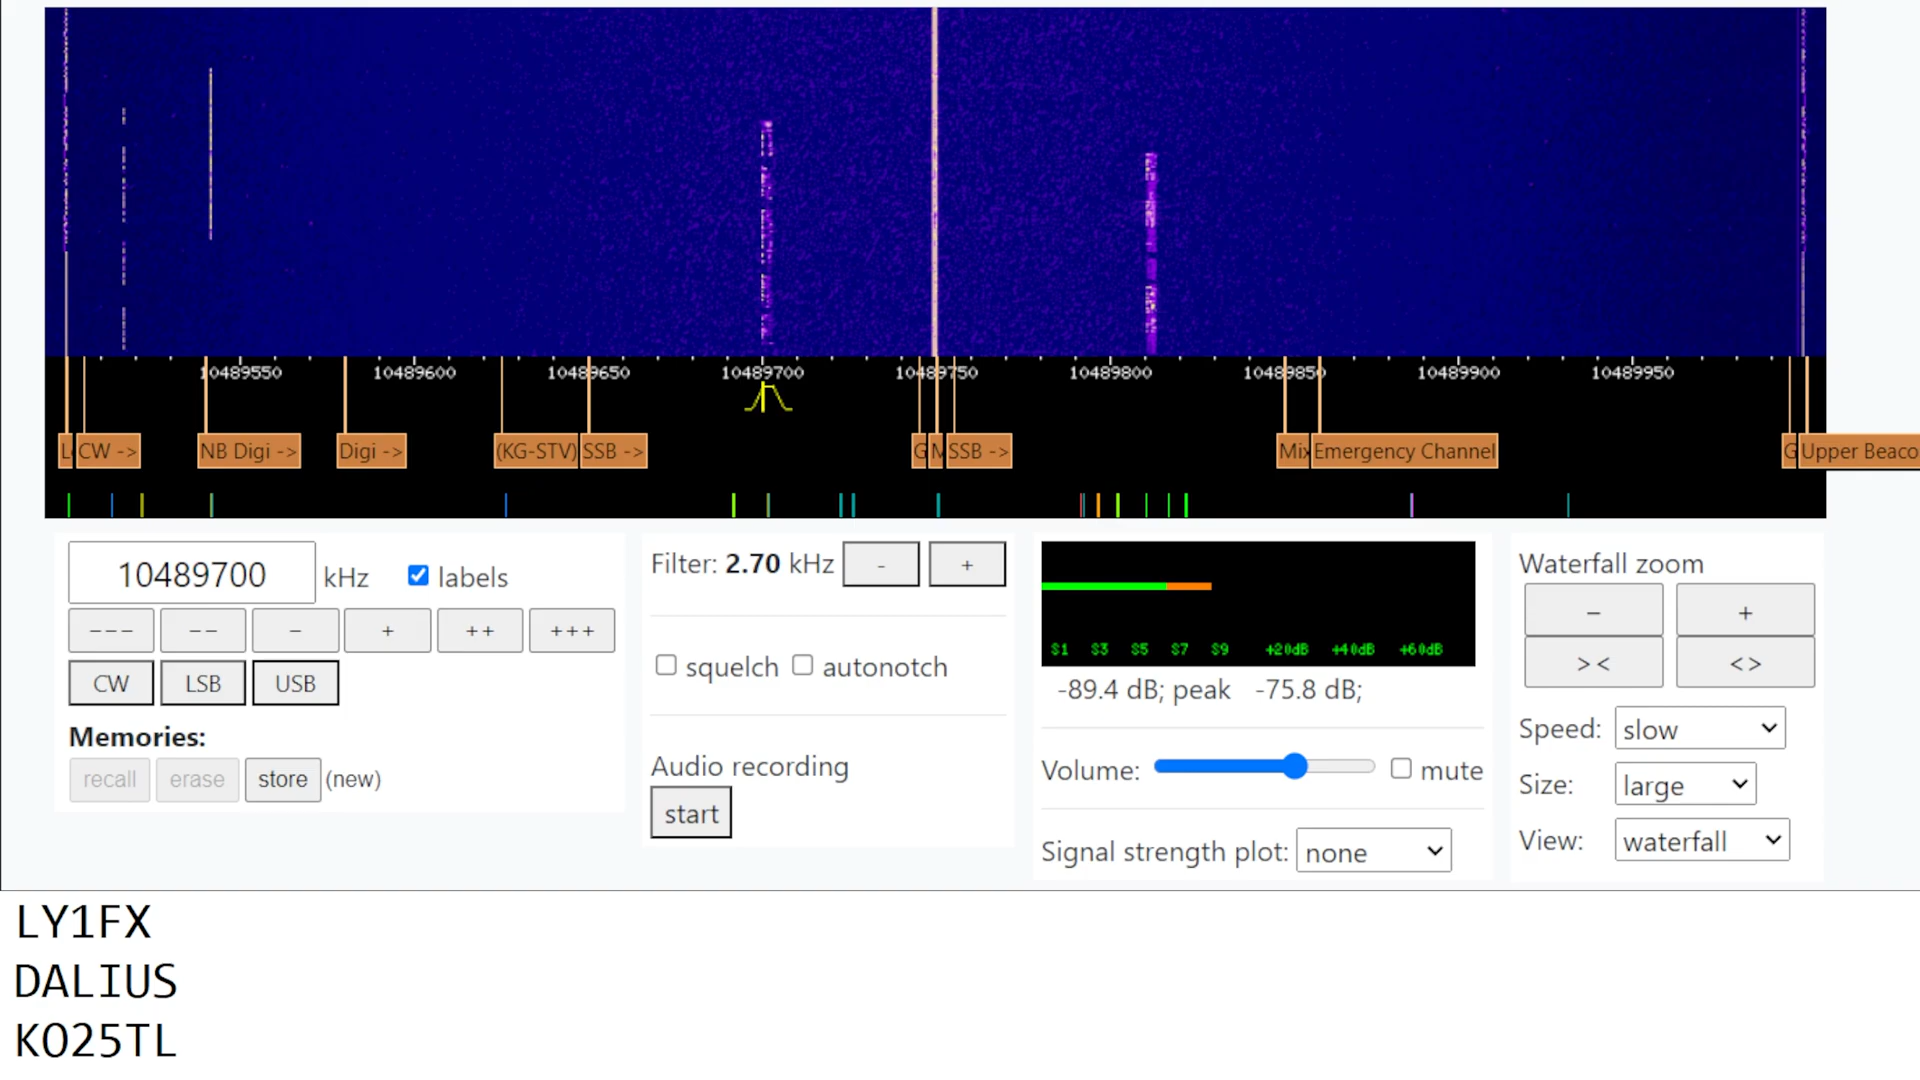 10489550 10489600 10489650 10489700 10489750 10489800 10489850 10489900 10489950
CW -> NB Digi -> Digi -> (KG-STV) SSB -> G M SSB -> Mix Emergency Channel G Upper Beaco
10489700 kHz labels
--- -- - + ++ +++
CW LSB USB
Memories:
recall erase store (new)
Filter: 2.70 kHz - +
squelch autonotch
Audio recording
start
S1 S3 S5 S7 S9 +20dB +40dB +60dB
-89.4 dB; peak -75.8 dB;
Volume: mute
Signal strength plot: none
Waterfall zoom
- +
>< <>
Speed: slow
Size: large
View: waterfall
LY1FX
DALIUS
KO25TL